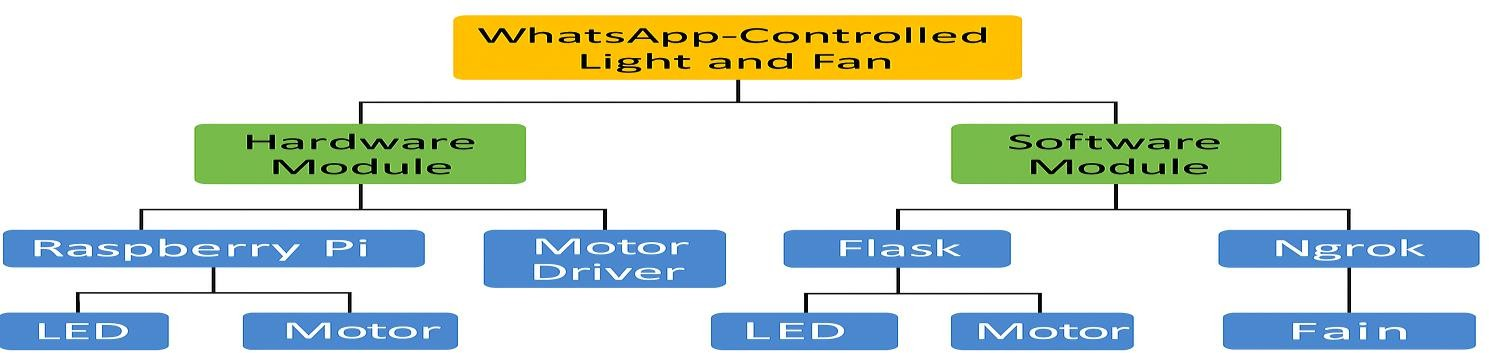 WhatsApp-Controlled
Light and Fan
Hardware
Module
Software
Module
Raspberry Pi
Motor
Driver
Flask
Ngrok
LED
Motor
LED
Motor
Fain